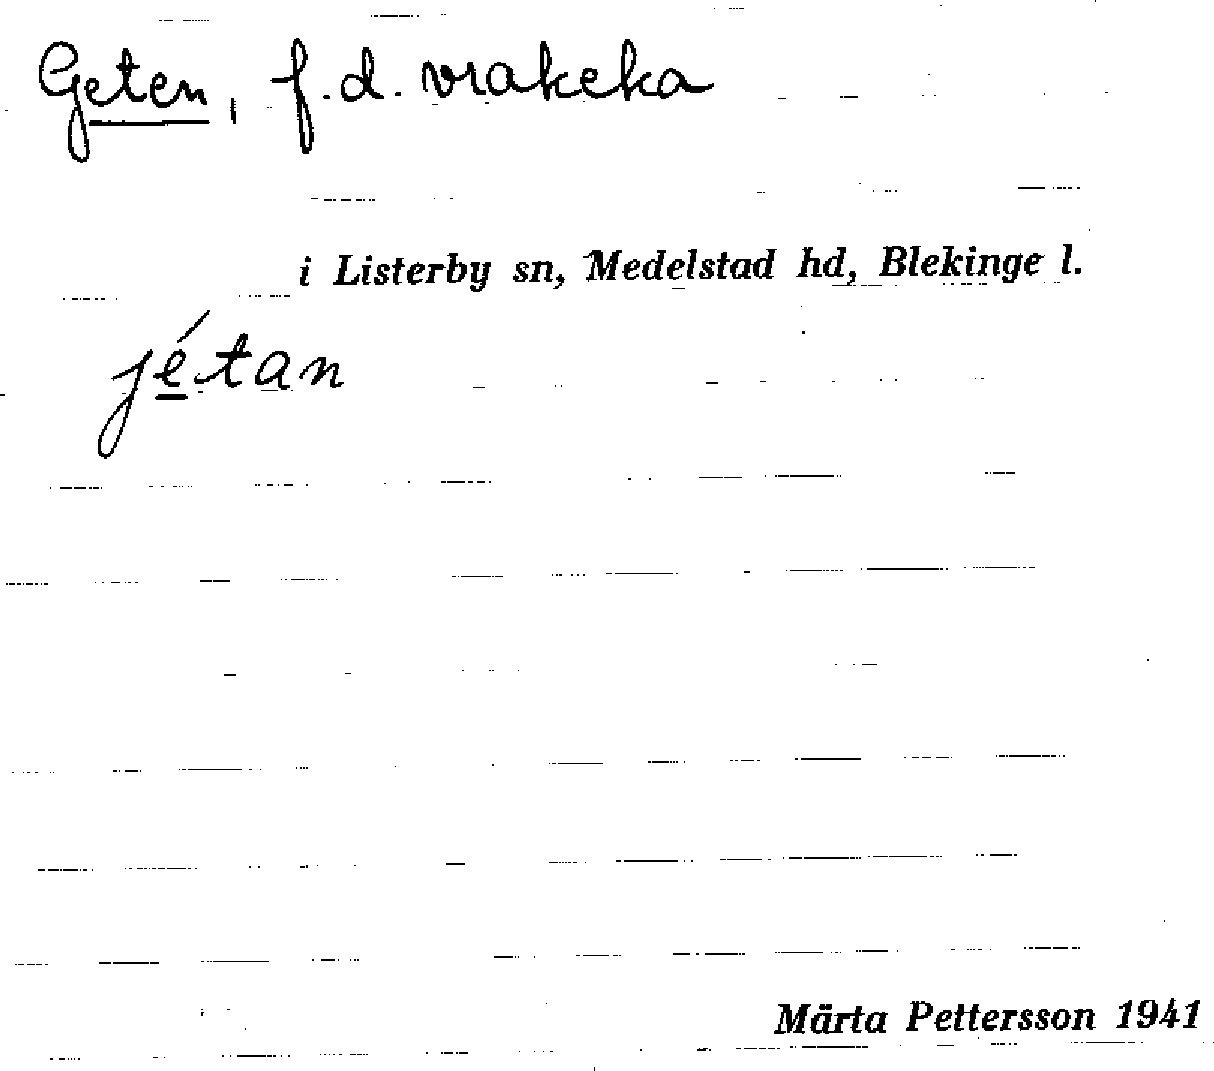 Geten, f.d. vrakeka
i Listerby sn, Medelstad hd, Blekinge l.
jétan
Märta Pettersson 1941